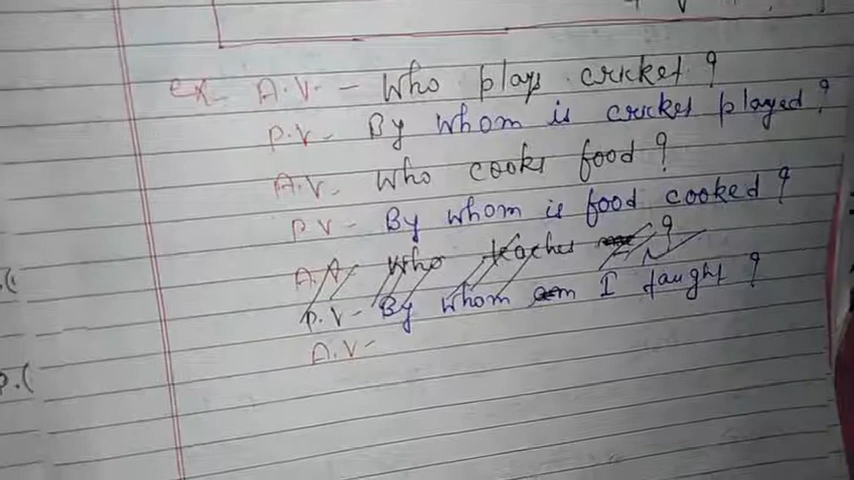 ex- A.V. - Who plays cricket ?
P.V - By whom is cricket played ?
A.V. Who cooks food ?
P.V - By whom is food cooked ?
Who teaches ?
P.V - By whom am I taught ?
A.V-